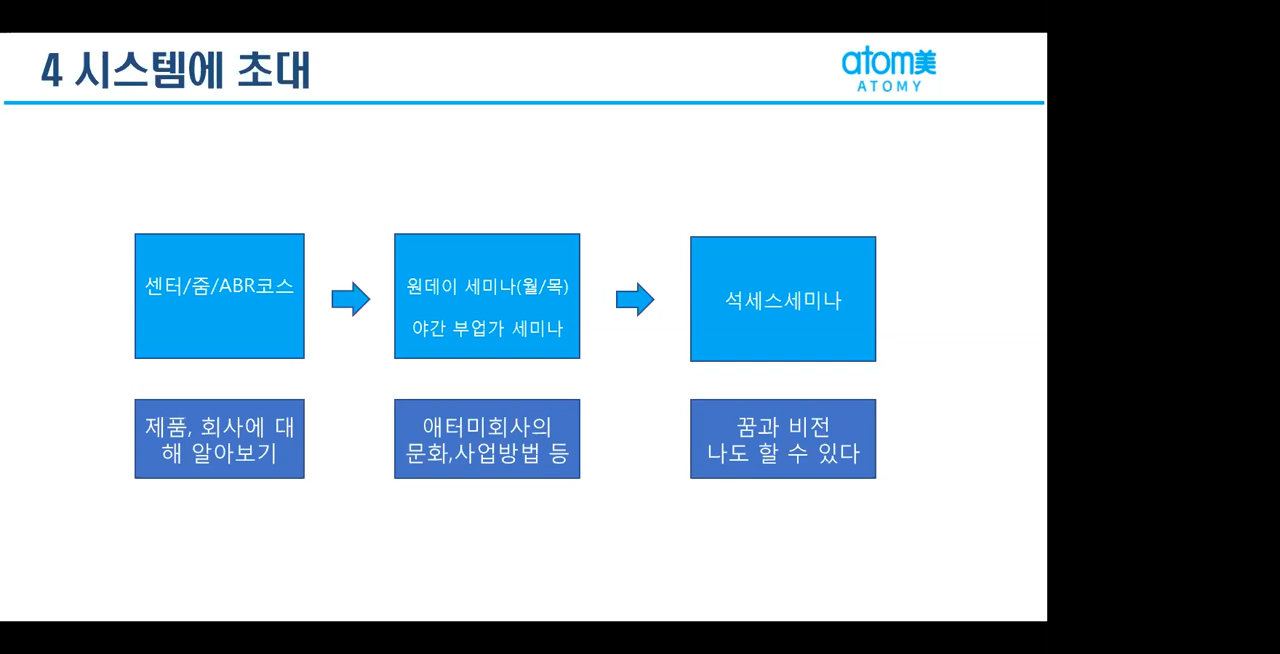 4 시스템에 초대
atom美
ATOMY
센터/줌/ABR코스
원데이 세미나(월/목)
야간 부업가 세미나
석세스세미나
제품, 회사에 대
해 알아보기
애터미회사의
문화,사업방법 등
꿈과 비전
나도 할 수 있다